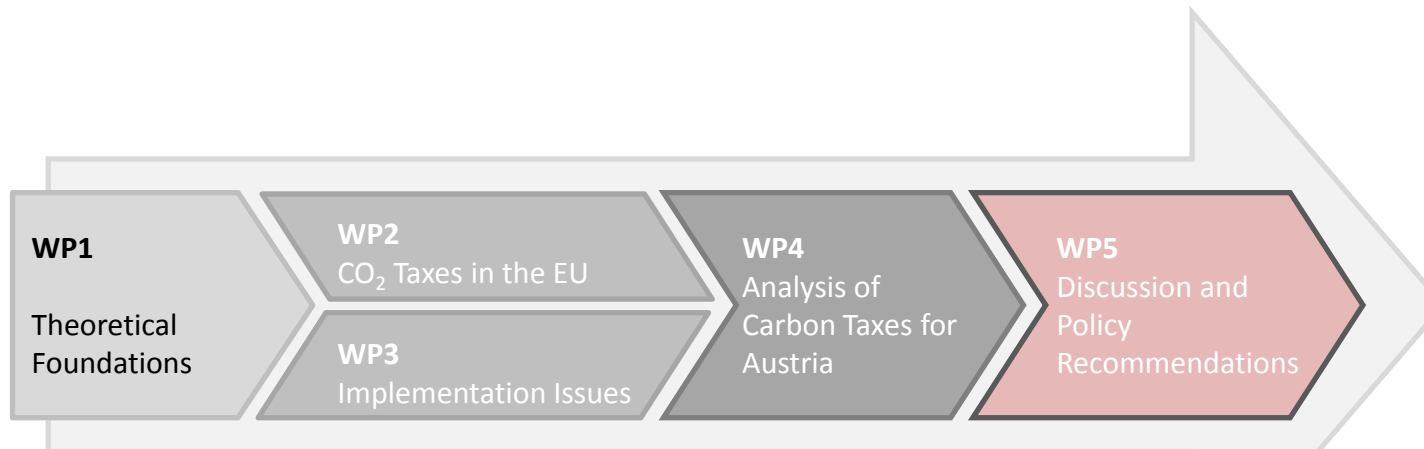 WP1
Theoretical
Foundations
WP2
CO₂ Taxes in the EU
WP3
Implementation Issues
WP4
Analysis of
Carbon Taxes for
Austria
WP5
Discussion and
Policy
Recommendations